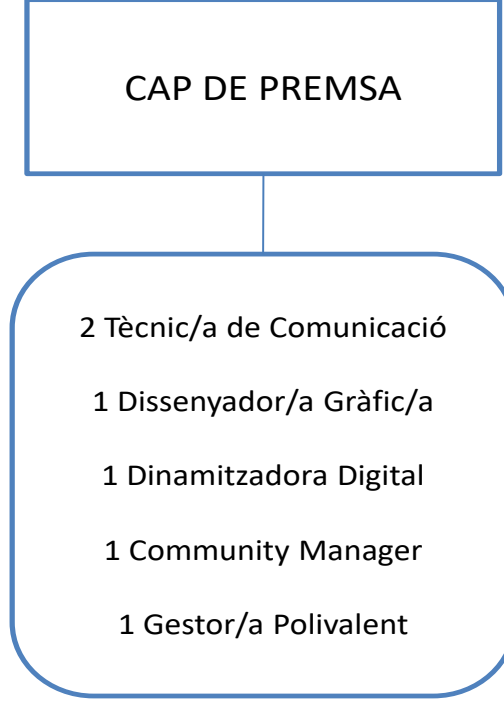 CAP DE PREMSA
2 Tècnic/a de Comunicació
1 Dissenyador/a Gràfic/a
1 Dinamitzadora Digital
1 Community Manager
1 Gestor/a Polivalent